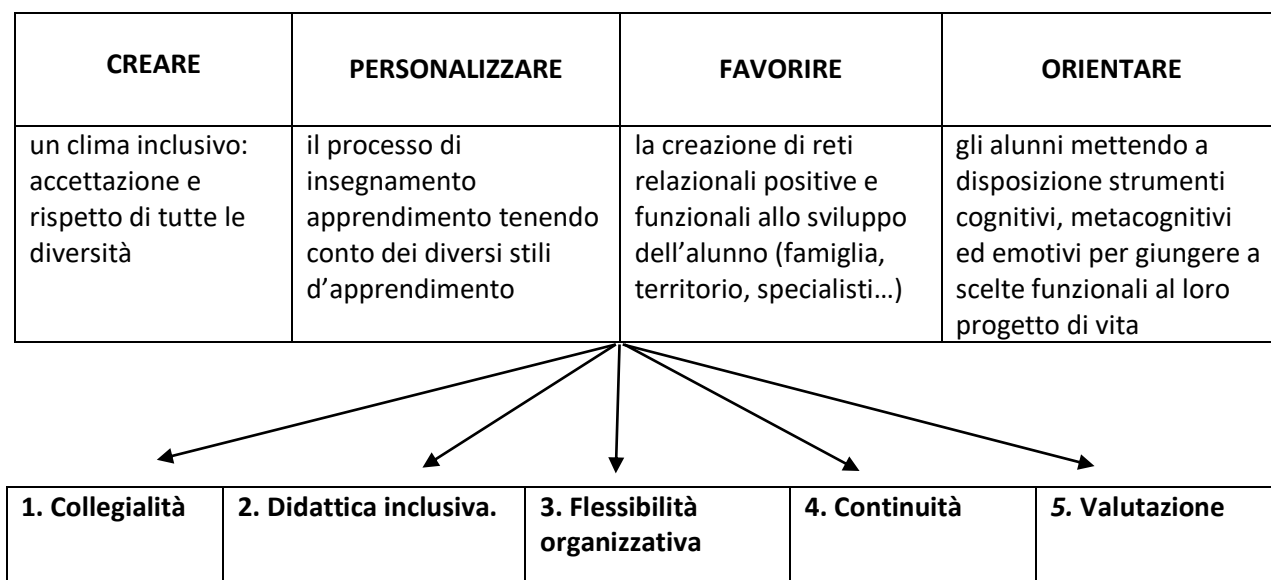 CREARE
PERSONALIZZARE
FAVORIRE
ORIENTARE
un clima inclusivo:
accettazione e
rispetto di tutte le
diversità
il processo di
insegnamento
apprendimento tenendo
conto dei diversi stili
d’apprendimento
la creazione di reti
relazionali positive e
funzionali allo sviluppo
dell’alunno (famiglia,
territorio, specialisti…)
gli alunni mettendo a
disposizione strumenti
cognitivi, metacognitivi
ed emotivi per giungere a
scelte funzionali al loro
progetto di vita
1. Collegialità
2. Didattica inclusiva.
3. Flessibilità
organizzativa
4. Continuità
5. Valutazione